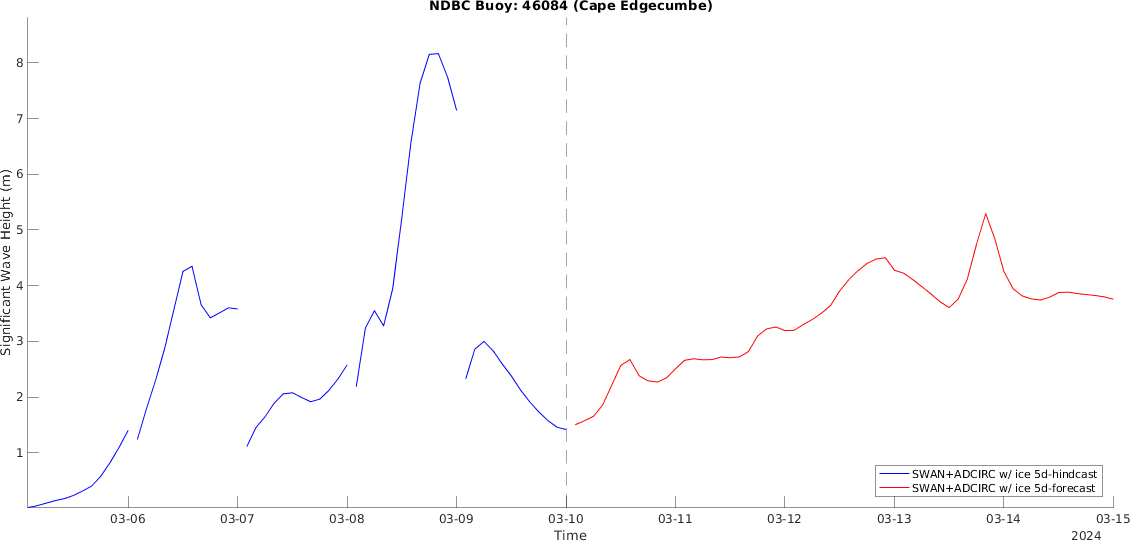 NDBC Buoy: 46084 (Cape Edgecumbe)
Significant Wave Height (m)
8
7
6
5
4
3
2
1
SWAN+ADCIRC w/ ice 5d-hindcast
SWAN+ADCIRC w/ ice 5d-forecast
03-06 03-07 03-08 03-09 03-10 03-11 03-12 03-13 03-14 03-15
Time
2024